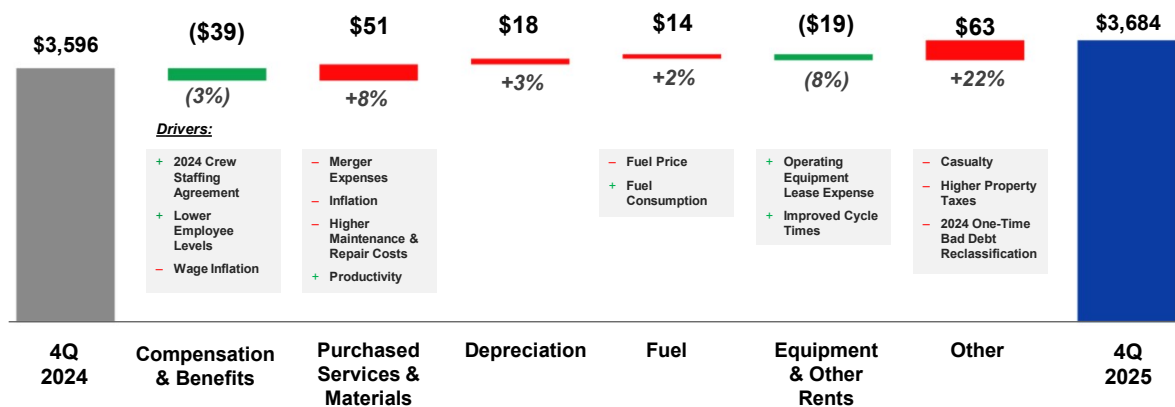 $3,596
($39)
$51
$18
$14
($19)
$63
$3,684
(3%)
+8%
+3%
+2%
(8%)
+22%
Drivers:
+ 2024 Crew
Staffing
Agreement
+ Lower
Employee
Levels
– Wage Inflation
– Merger
Expenses
– Inflation
– Higher
Maintenance &
Repair Costs
+ Productivity
– Fuel Price
+ Fuel
Consumption
+ Operating
Equipment
Lease Expense
+ Improved Cycle
Times
– Casualty
– Higher Property
Taxes
– 2024 One-Time
Bad Debt
Reclassification
4Q
2024
Compensation
& Benefits
Purchased
Services &
Materials
Depreciation
Fuel
Equipment
& Other
Rents
Other
4Q
2025